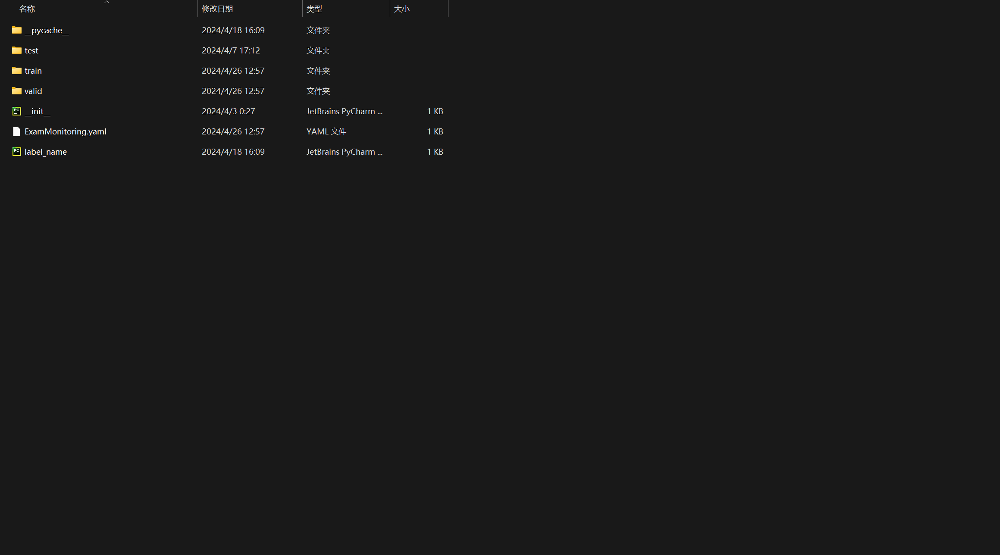 名称 修改日期 类型 大小
__pycache__ 2024/4/18 16:09 文件夹
test 2024/4/7 17:12 文件夹
train 2024/4/26 12:57 文件夹
valid 2024/4/26 12:57 文件夹
__init__ 2024/4/3 0:27 JetBrains PyCharm ... 1 KB
ExamMonitoring.yaml 2024/4/26 12:57 YAML 文件 1 KB
label_name 2024/4/18 16:09 JetBrains PyCharm ... 1 KB